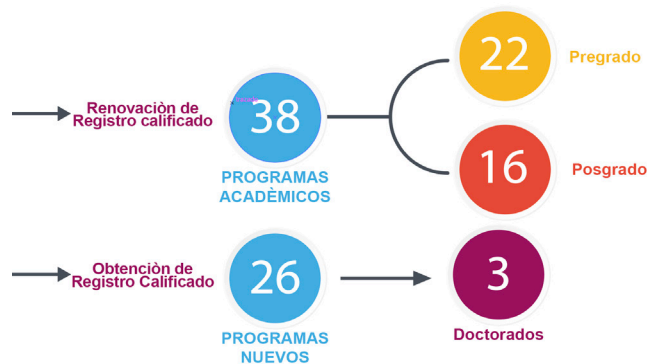 22
Pregrado
Renovaciòn de
Registro calificado
38
PROGRAMAS
ACADÈMICOS
16
Posgrado
Obtenciòn de
Registro Calificado
26
PROGRAMAS
NUEVOS
3
Doctorados